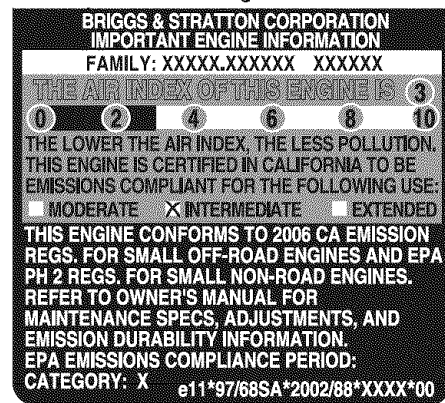 BRIGGS & STRATTON CORPORATION
IMPORTANT ENGINE INFORMATION
FAMILY: XXXXX.XXXXXX XXXXXX
THE AIR INDEX OF THIS ENGINE IS 3
0 2 4 6 8 10
THE LOWER THE AIR INDEX, THE LESS POLLUTION.
THIS ENGINE IS CERTIFIED IN CALIFORNIA TO BE
EMISSIONS COMPLIANT FOR THE FOLLOWING USE:
MODERATE X INTERMEDIATE EXTENDED
THIS ENGINE CONFORMS TO 2006 CA EMISSION
REGS. FOR SMALL OFF-ROAD ENGINES AND EPA
PH 2 REGS. FOR SMALL NON-ROAD ENGINES.
REFER TO OWNER'S MANUAL FOR
MAINTENANCE SPECS, ADJUSTMENTS, AND
EMISSION DURABILITY INFORMATION.
EPA EMISSIONS COMPLIANCE PERIOD:
CATEGORY: X e11*97/68SA*2002/88*XXXX*00